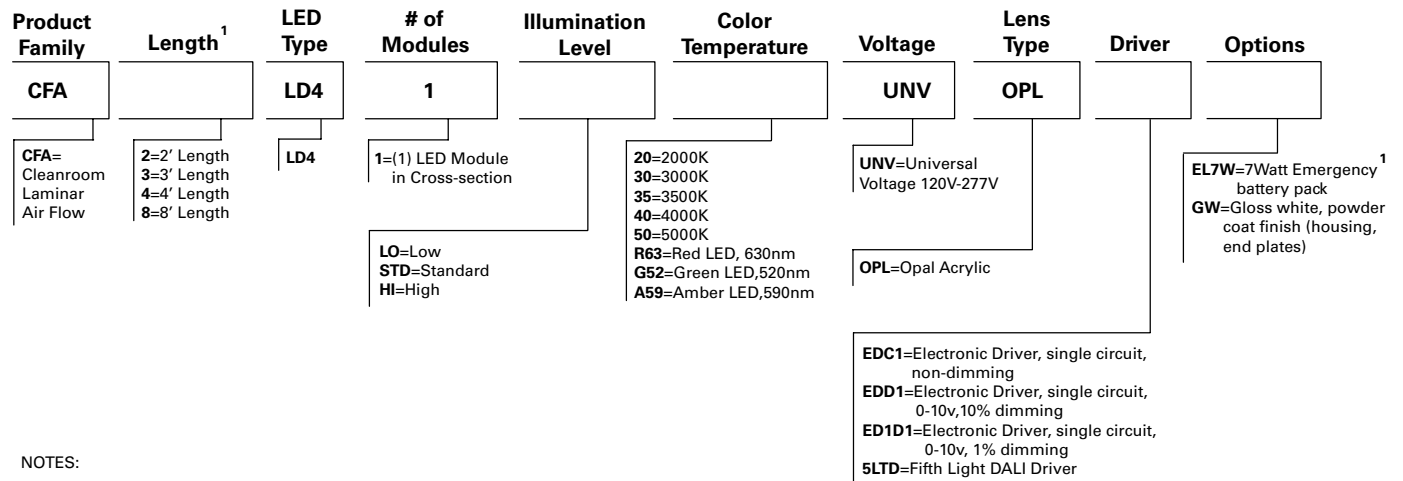 Product Family
Length1
LED Type
# of Modules
Illumination Level
Color Temperature
Voltage
Lens Type
Driver
Options
CFA
LD4
1
UNV
OPL
CFA=
Cleanroom
Laminar
Air Flow
2=2' Length
3=3' Length
4=4' Length
8=8' Length
LD4
1=(1) LED Module
in Cross-section
LO=Low
STD=Standard
HI=High
20=2000K
30=3000K
35=3500K
40=4000K
50=5000K
R63=Red LED, 630nm
G52=Green LED,520nm
A59=Amber LED,590nm
UNV=Universal
Voltage 120V-277V
OPL=Opal Acrylic
EDC1=Electronic Driver, single circuit,
non-dimming
EDD1=Electronic Driver, single circuit,
0-10v,10% dimming
ED1D1=Electronic Driver, single circuit,
0-10v, 1% dimming
5LTD=Fifth Light DALI Driver
EL7W=7Watt Emergency1
battery pack
GW=Gloss white, powder
coat finish (housing,
end plates)
NOTES: